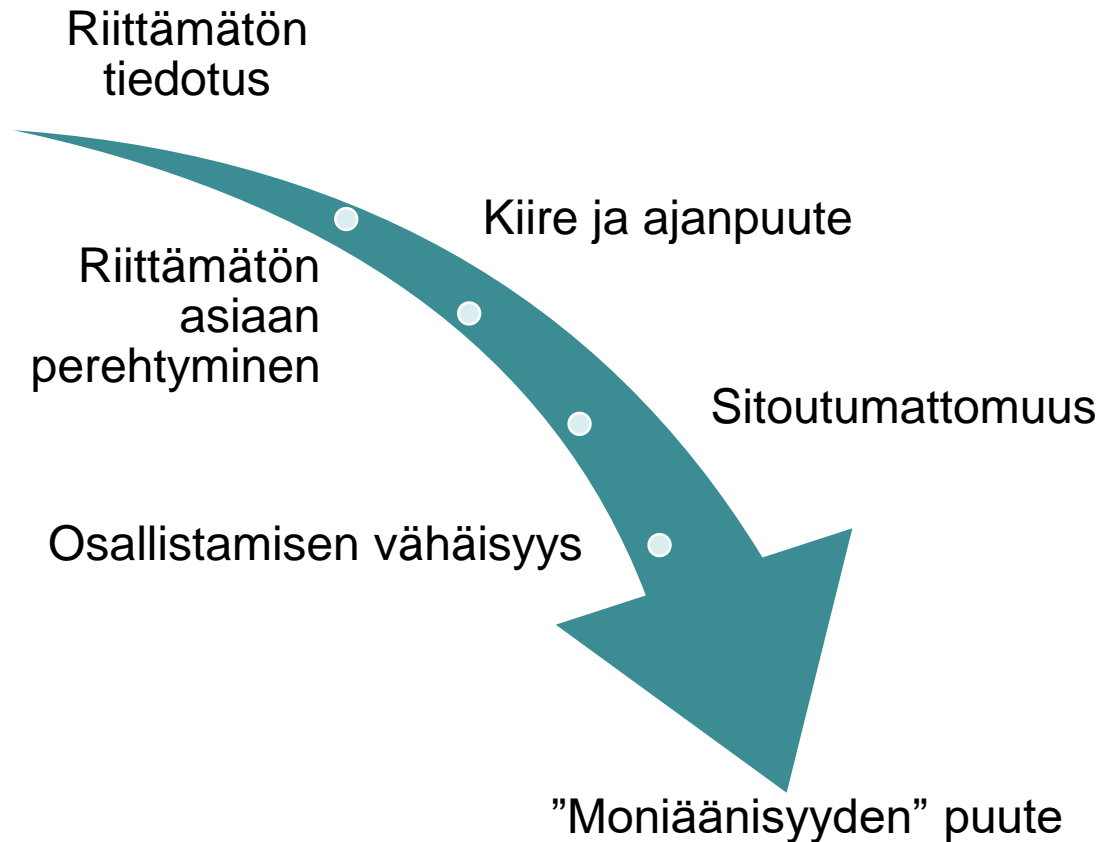 Riittämätön
tiedotus
Kiire ja ajanpuute
Riittämätön
asiaan
perehtyminen
Sitoutumattomuus
Osallistamisen vähäisyys
”Moniäänisyyden” puute